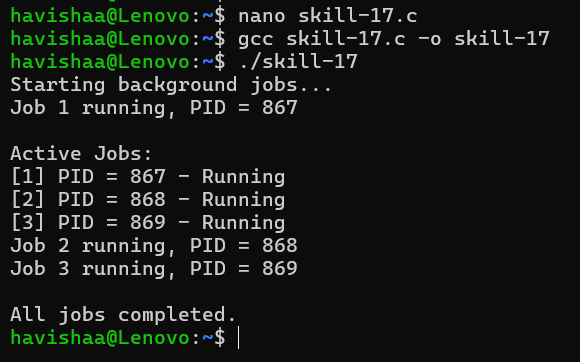 havishaa@Lenovo:~$ nano skill-17.c
havishaa@Lenovo:~$ gcc skill-17.c -o skill-17
havishaa@Lenovo:~$ ./skill-17
Starting background jobs...
Job 1 running, PID = 867

Active Jobs:
[1] PID = 867 - Running
[2] PID = 868 - Running
[3] PID = 869 - Running
Job 2 running, PID = 868
Job 3 running, PID = 869

All jobs completed.
havishaa@Lenovo:~$